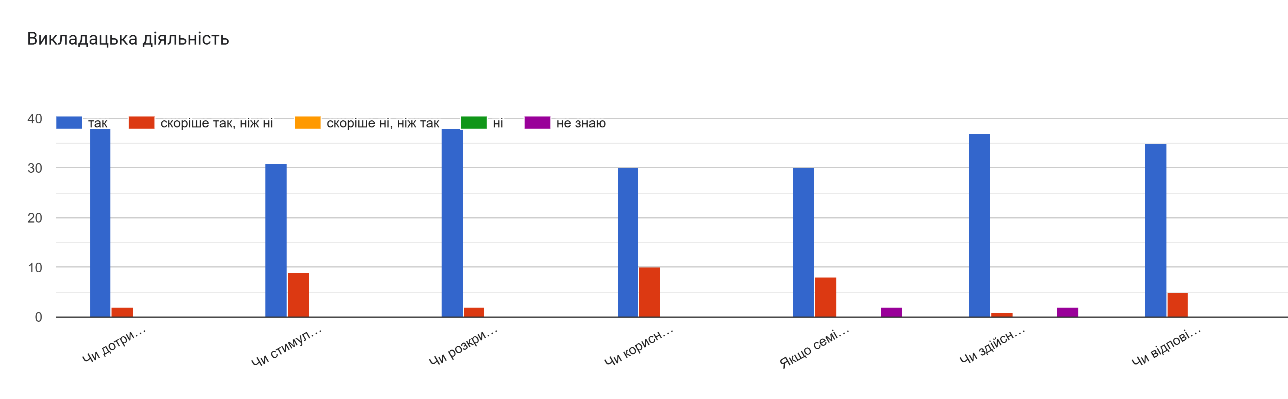 Викладацька діяльність
40
так
скоріше так, ніж ні
скоріше ні, ніж так
ні
не знаю
30
20
10
0
Чи дотри…
Чи стимул…
Чи розкри…
Чи корисн…
Якщо семі…
Чи здійсн…
Чи відпові…